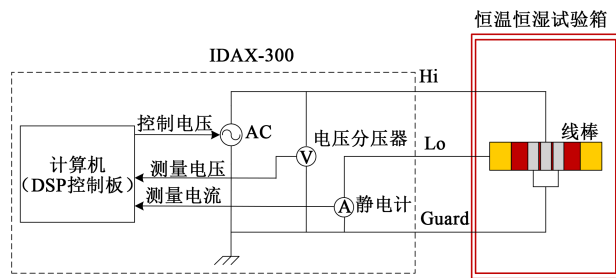 恒温恒湿试验箱
IDAX-300
Hi
控制电压
AC
线棒
电压分压器
计算机
(DSP控制板)
V
Lo
测量电压
测量电流
A
静电计
Guard